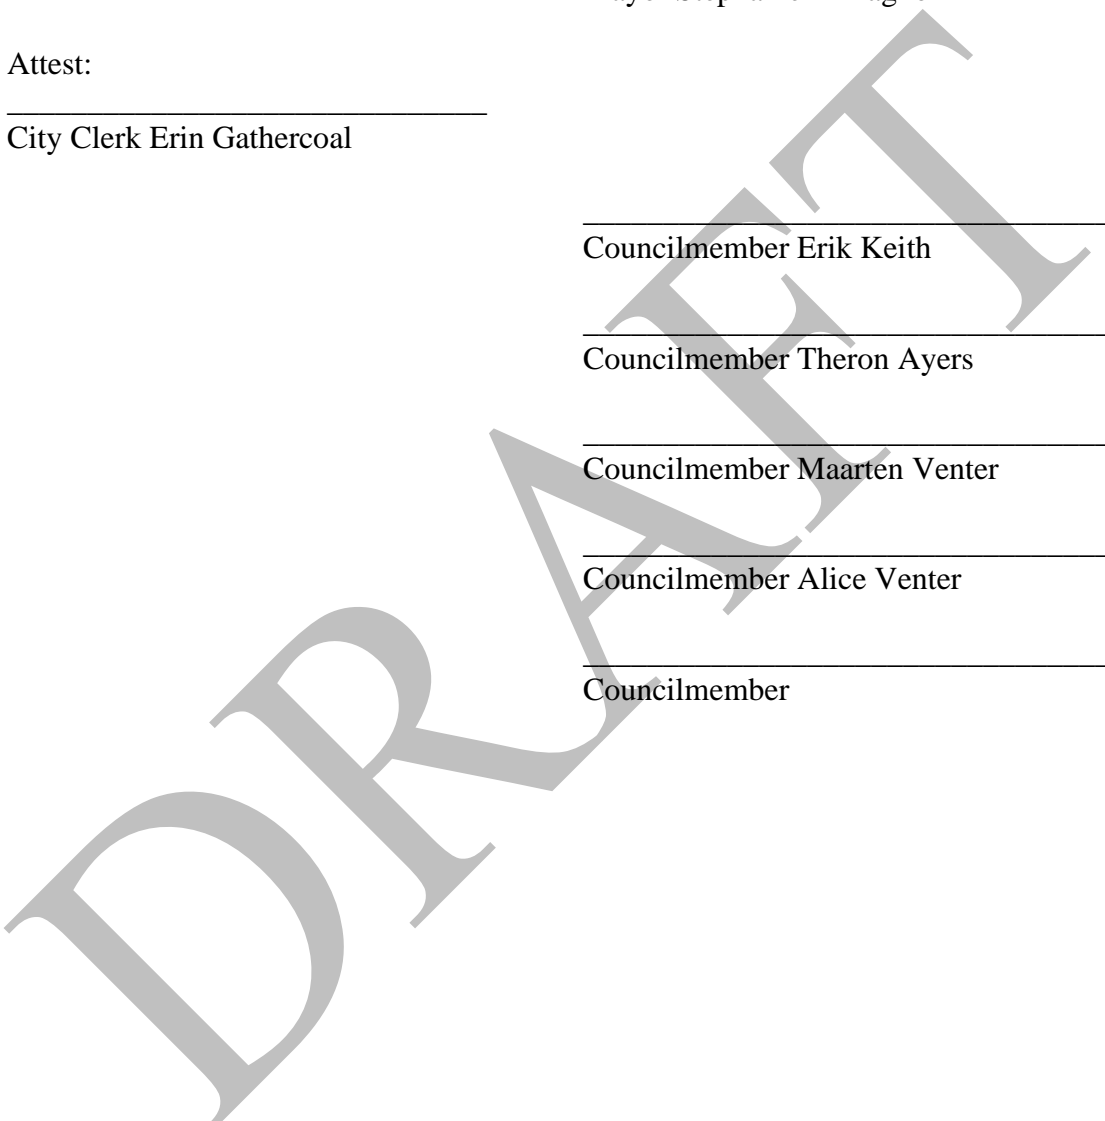 Attest:
City Clerk Erin Gathercoal
Councilmember Erik Keith
Councilmember Theron Ayers
Councilmember Maarten Venter
Councilmember Alice Venter
Councilmember
DRAFT